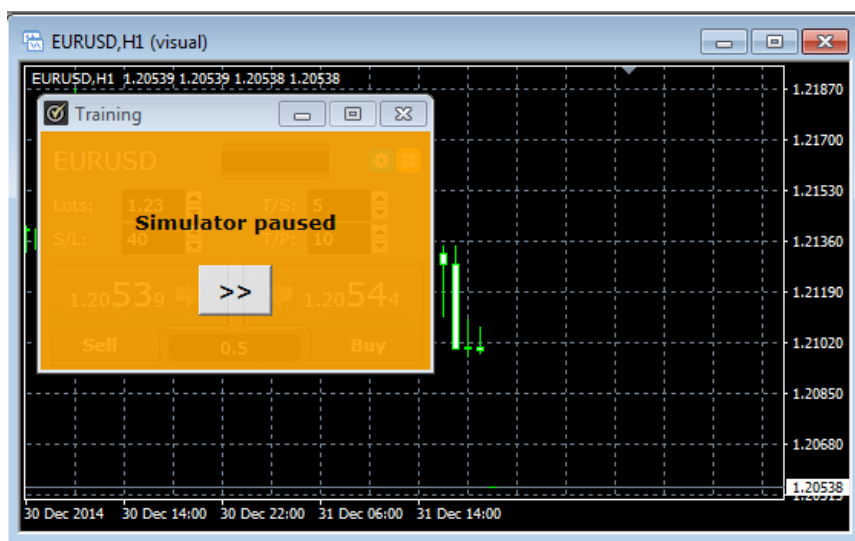 EURUSD,H1 (visual)
EURUSD,H1 1.20539 1.20539 1.20538 1.20538
Training
EURUSD
Lots: 1.23 T/S: 5
Simulator paused
S/L: 40 T/P: 10
1.20539 >> 1.20544
Sell 0.5 Buy
1.21870
1.21700
1.21530
1.21360
1.21190
1.21020
1.20850
1.20680
1.20538
30 Dec 2014 30 Dec 14:00 30 Dec 22:00 31 Dec 06:00 31 Dec 14:00